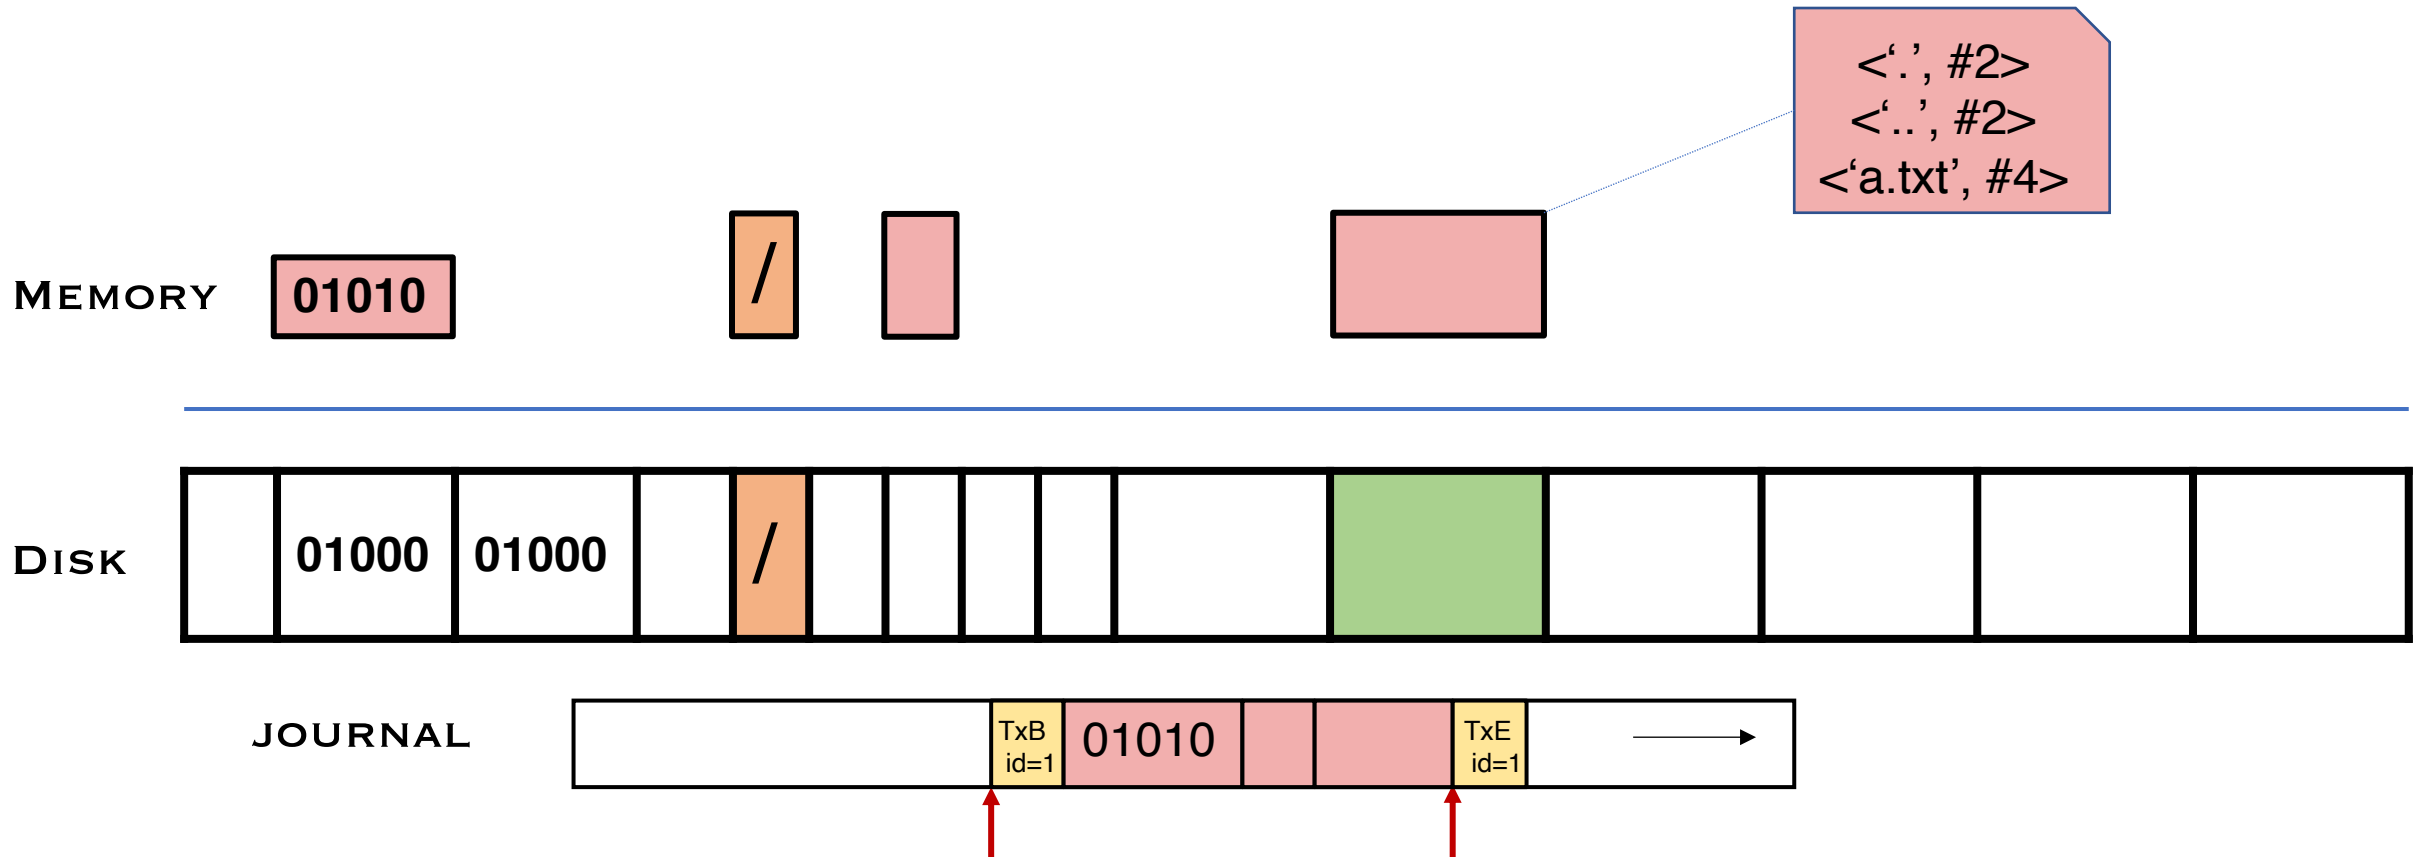 <‘.’, #2>
<‘..’, #2>
<‘a.txt’, #4>
MEMORY
01010
/
DISK
01000
01000
/
JOURNAL
TxB
id=1
01010
TxE
id=1